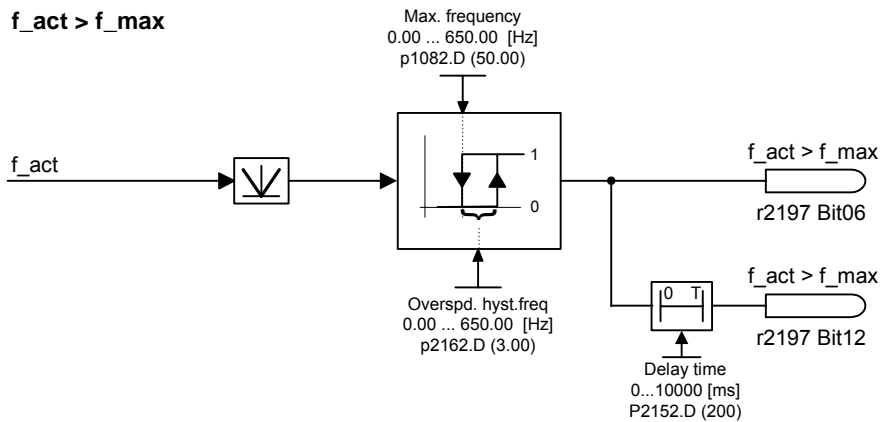 f_act > f_max
Max. frequency
0.00 ... 650.00 [Hz]
p1082.D (50.00)
f_act
1
0
f_act > f_max
r2197 Bit06
Overspd. hyst.freq
0.00 ... 650.00 [Hz]
p2162.D (3.00)
0 T
f_act > f_max
r2197 Bit12
Delay time
0...10000 [ms]
P2152.D (200)